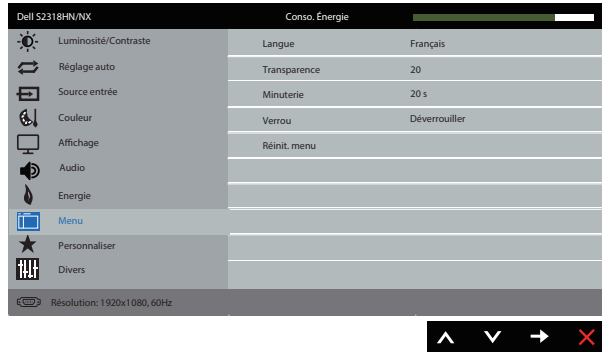 Dell S2318HN/NX Conso. Énergie
Luminosité/Contraste
Réglage auto
Source entrée
Couleur
Affichage
Audio
Energie
Menu
Personnaliser
Divers
Langue Français
Transparence 20
Minuterie 20 s
Verrou Déverrouiller
Réinit. menu
Résolution: 1920x1080, 60Hz